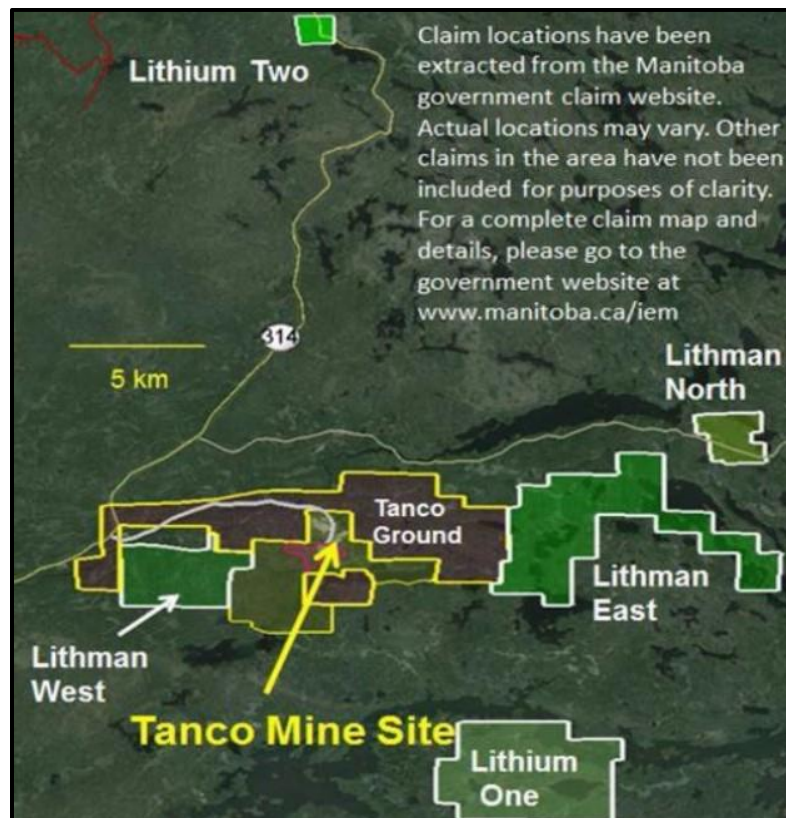 Lithium Two
Claim locations have been
extracted from the Manitoba
government claim website.
Actual locations may vary. Other
claims in the area have not been
included for purposes of clarity.
For a complete claim map and
details, please go to the
government website at
www.manitoba.ca/iem
314
5 km
Lithman
North
Tanco
Ground
Lithman
East
Lithman
West
Tanco Mine Site
Lithium
One